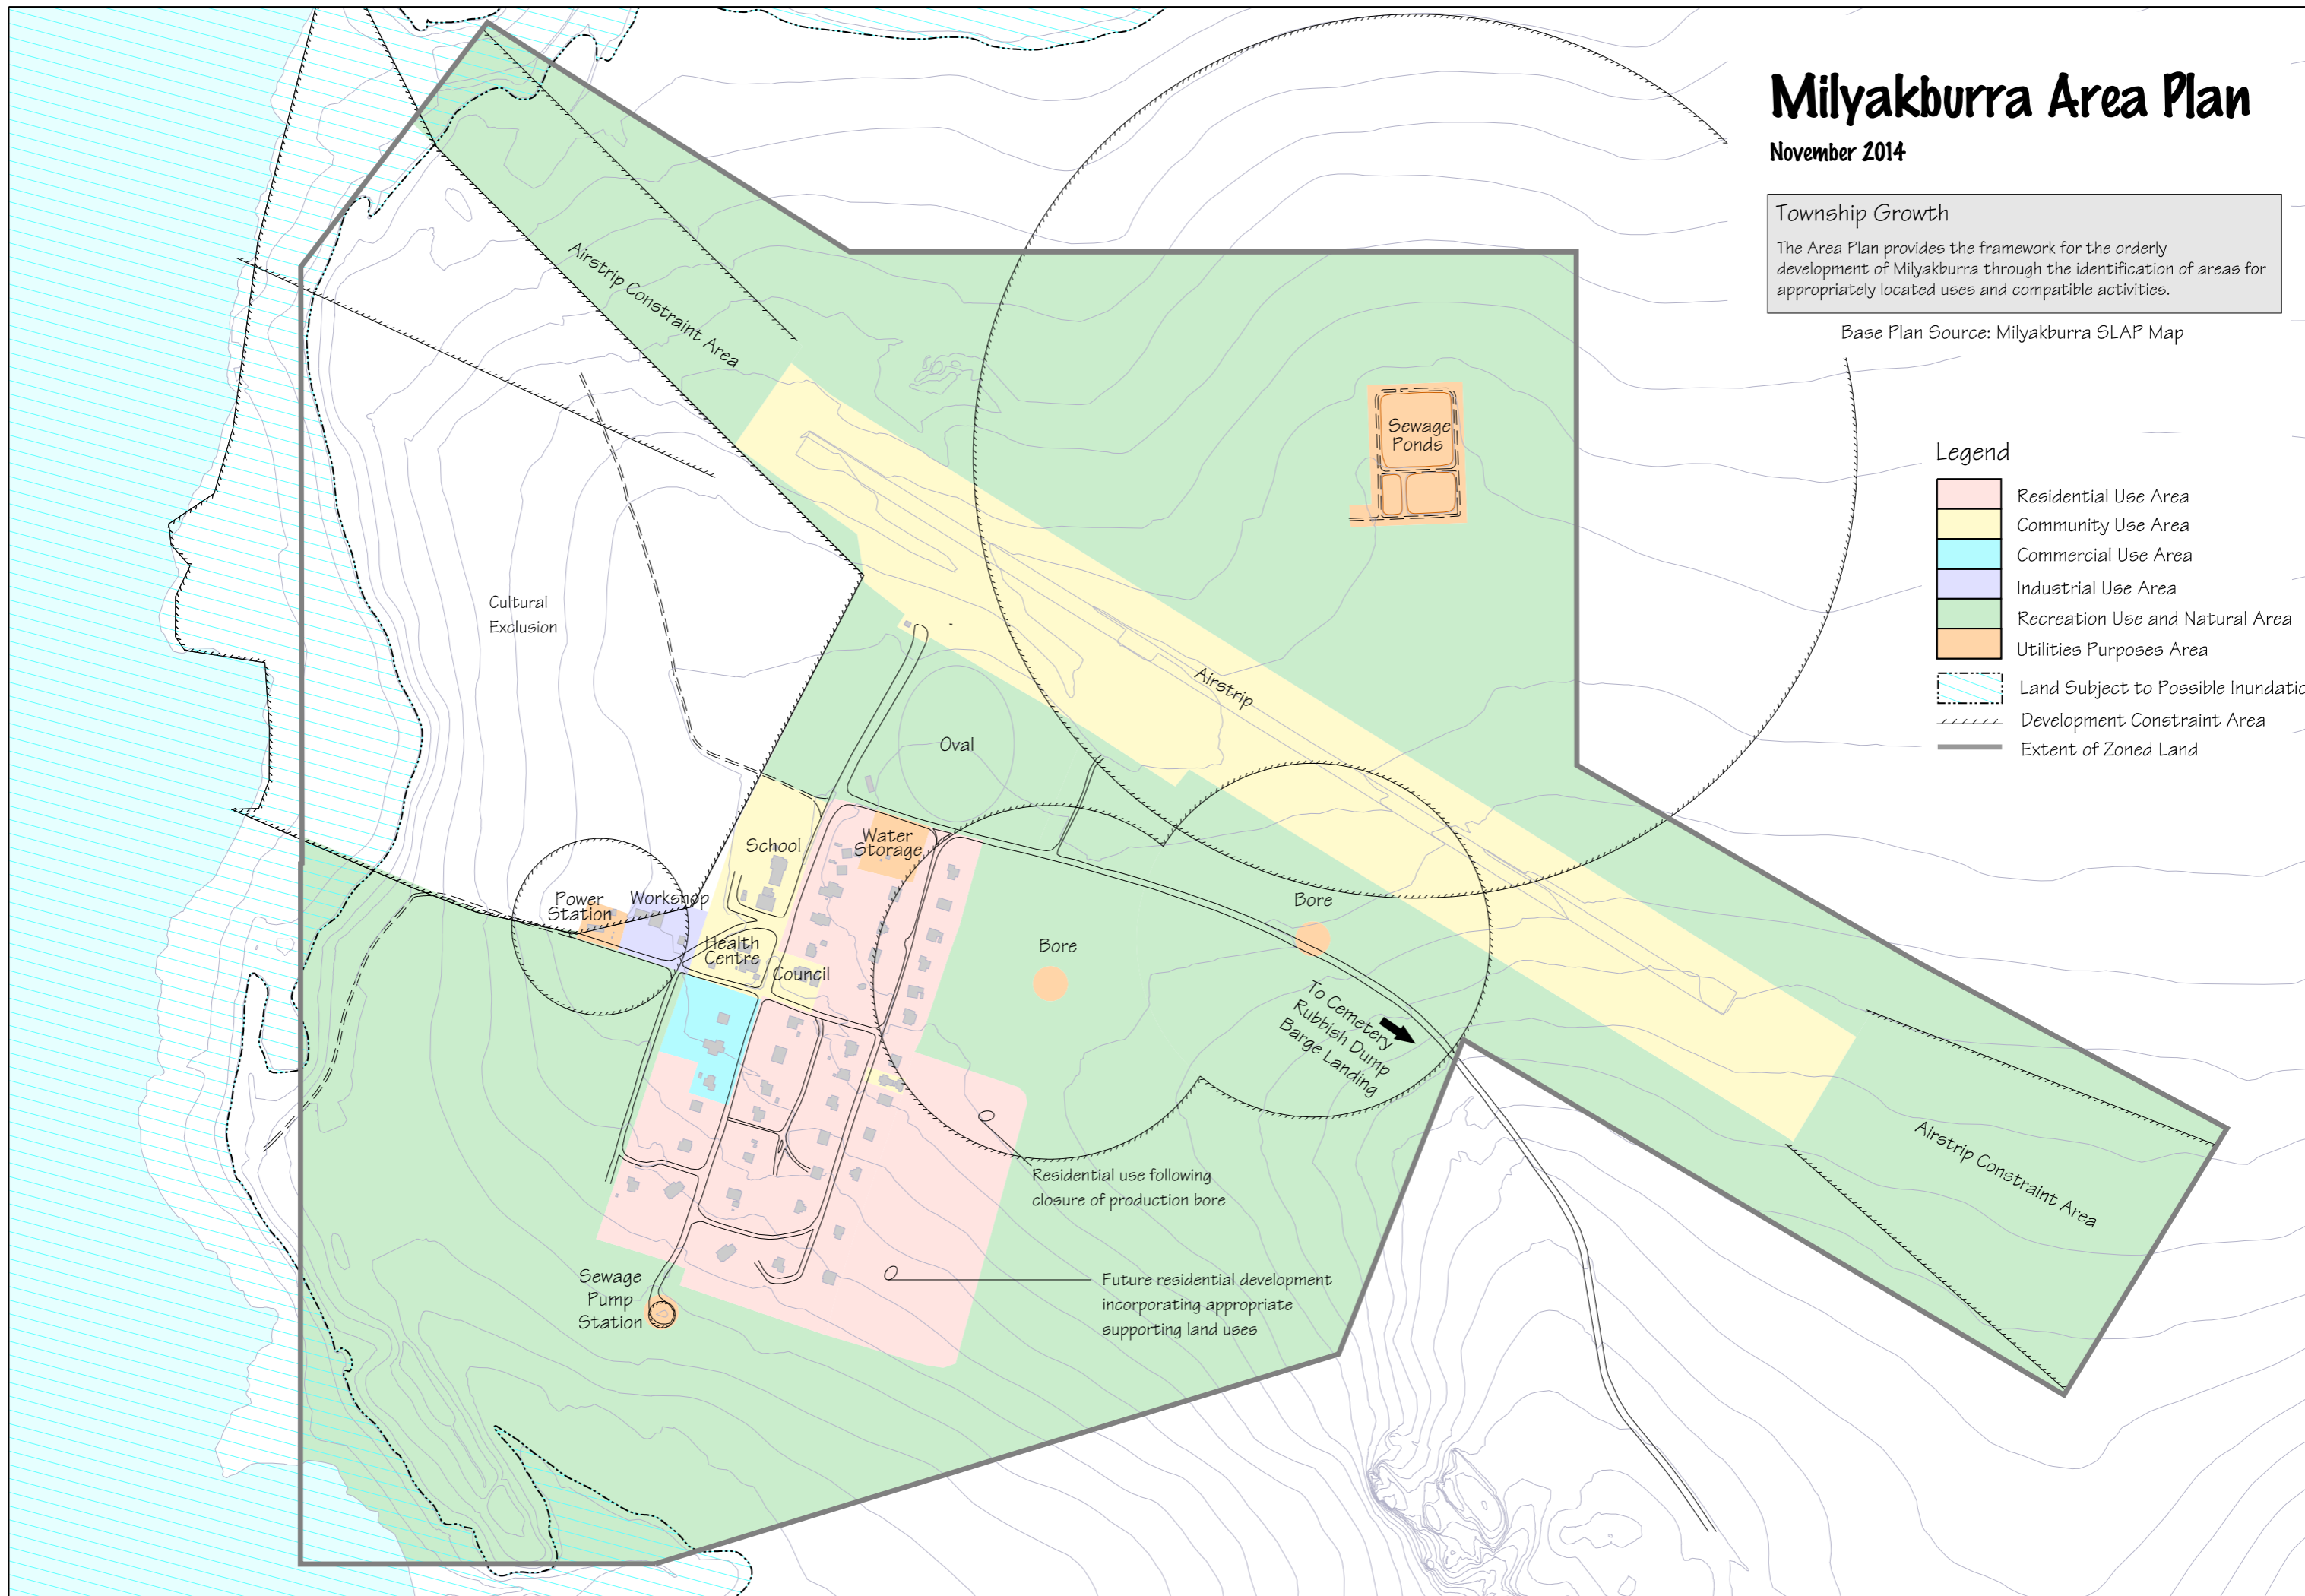 Milyakburra Area Plan
November 2014
Township Growth
The Area Plan provides the framework for the orderly
development of Milyakburra through the identification of areas for
appropriately located uses and compatible activities.
Base Plan Source: Milyakburra SLAP Map
Legend
Residential Use Area
Community Use Area
Commercial Use Area
Industrial Use Area
Recreation Use and Natural Area
Utilities Purposes Area
Land Subject to Possible Inundatio
Development Constraint Area
Extent of Zoned Land
Airstrip Constraint Area
Sewage
Ponds
Cultural
Exclusion
Airstrip
Oval
School
Water
Storage
Power
Station
Workshop
Health
Centre
Council
Bore
Bore
To Cemetery
Rubbish Dump
Barge Landing
Airstrip Constraint Area
Residential use following
closure of production bore
Sewage
Pump
Station
Future residential development
incorporating appropriate
supporting land uses